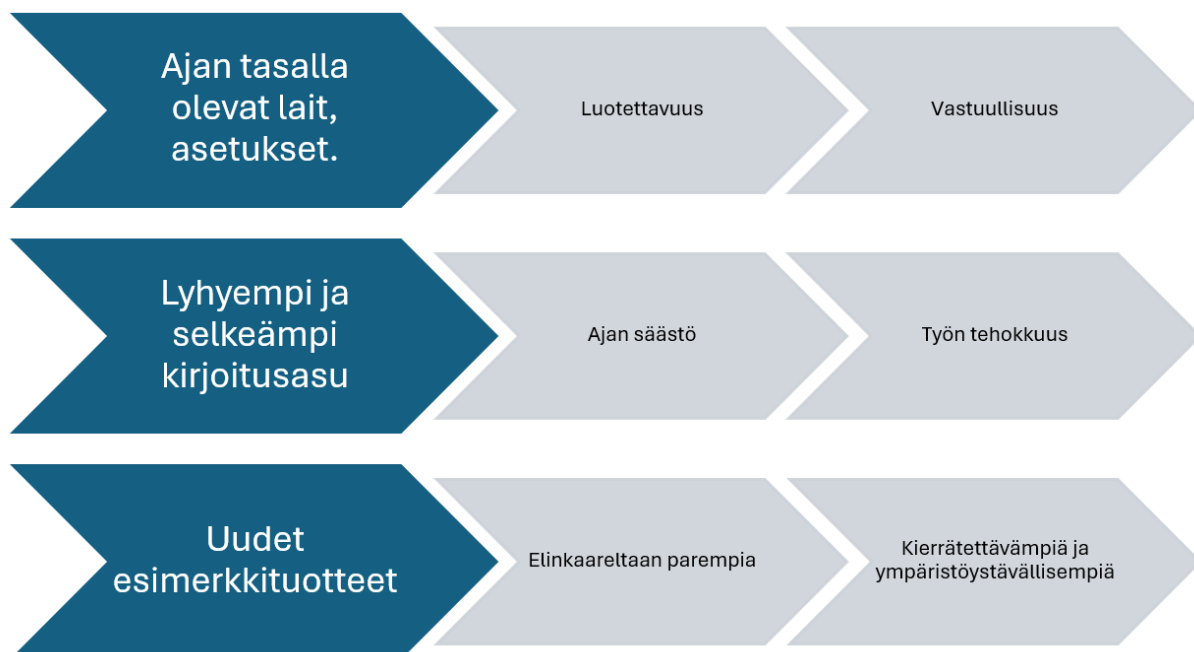 Ajan tasalla
olevat lait,
asetukset.
Luotettavuus
Vastuullisuus
Lyhyempi ja
selkeämpi
kirjoitusasu
Ajan säästö
Työn tehokkuus
Uudet
esimerkkituotteet
Elinkaareltaan parempia
Kierrätettävämpiä ja
ympäristöystävällisempiä